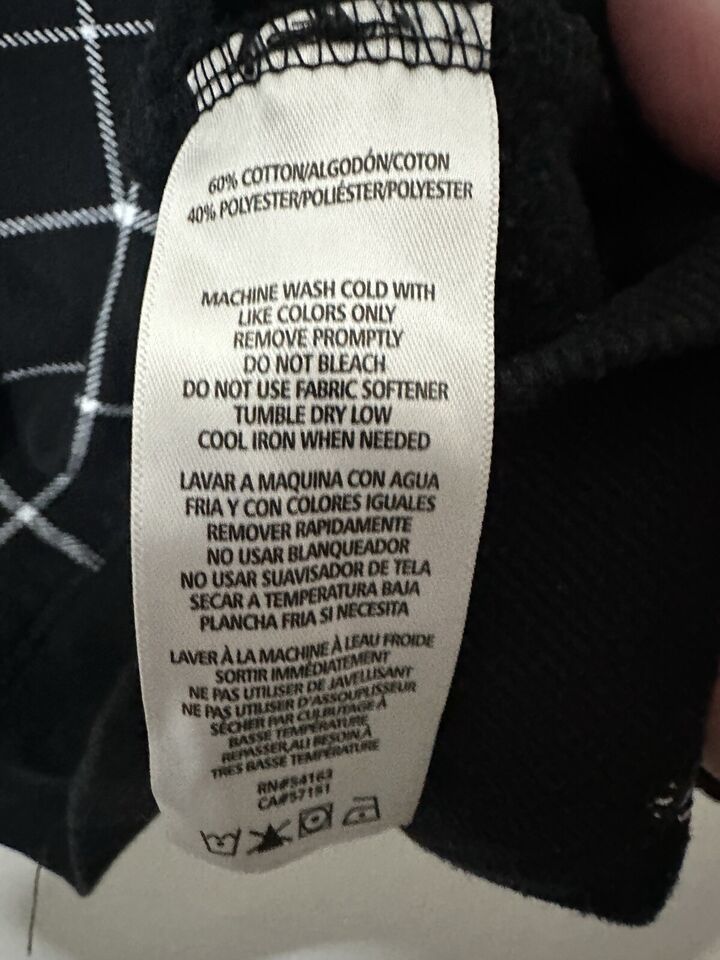 60% COTTON/ALGODÓN/COTON
40% POLYESTER/POLIÉSTER/POLYESTER
MACHINE WASH COLD WITH
LIKE COLORS ONLY
REMOVE PROMPTLY
DO NOT BLEACH
DO NOT USE FABRIC SOFTENER
TUMBLE DRY LOW
COOL IRON WHEN NEEDED
LAVAR A MAQUINA CON AGUA
FRIA Y CON COLORES IGUALES
REMOVER RAPIDAMENTE
NO USAR BLANQUEADOR
NO USAR SUAVISADOR DE TELA
SECAR A TEMPERATURA BAJA
PLANCHA FRIA SI NECESITA
LAVER À LA MACHINE À LEAU FROIDE
SORTIR IMMÉDIATEMENT
NE PAS UTILISER DE JAVELLISANT
NE PAS UTILISER D'ASSOUPLISSEUR
SÉCHER PAR CULBUTAGE À
BASSE TEMPÉRATURE
REPASSER,AU BESOIN À
TRES BASSE TEMPÉRATURE
RN#54163
CA#57151